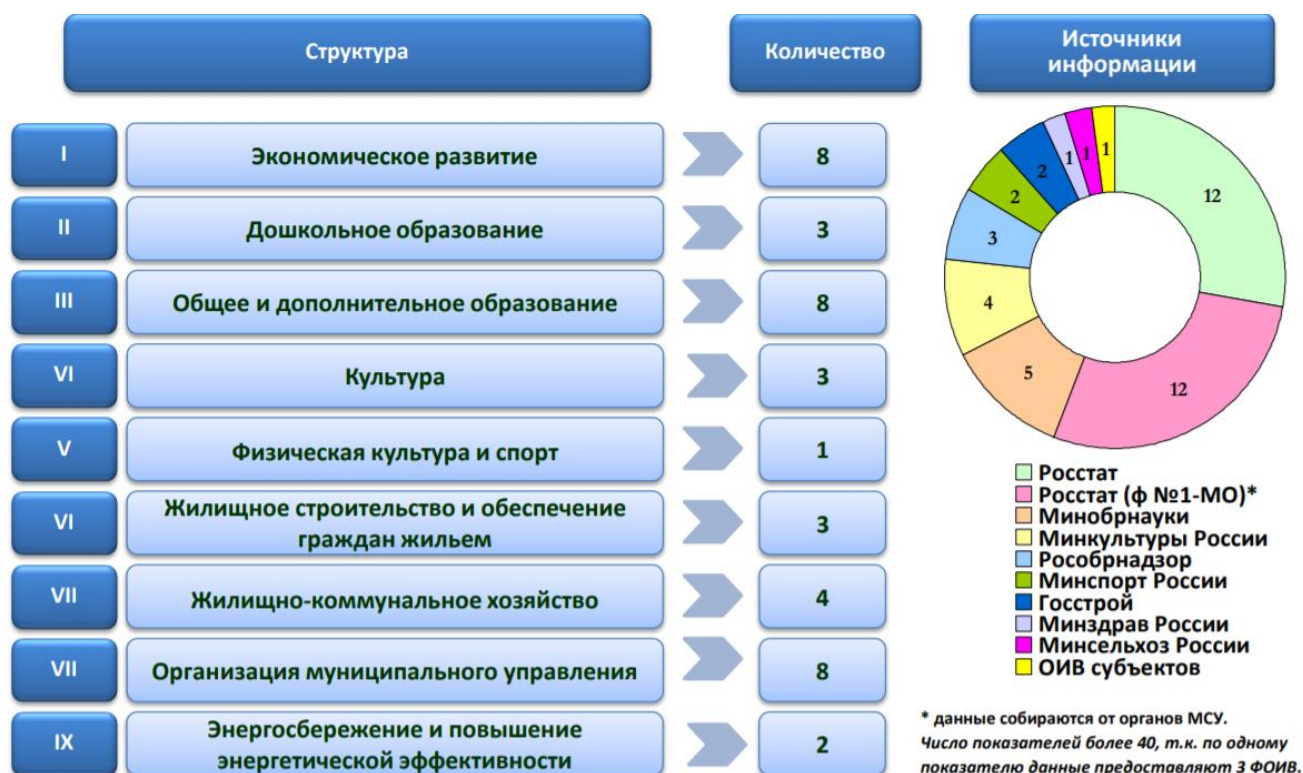 Структура
Количество
Источники
информации
I
Экономическое развитие
8
II
Дошкольное образование
3
III
Общее и дополнительное образование
8
VI
Культура
3
V
Физическая культура и спорт
1
VI
Жилищное строительство и обеспечение
граждан жильем
3
VII
Жилищно-коммунальное хозяйство
4
VII
Организация муниципального управления
8
IX
Энергосбережение и повышение
энергетической эффективности
2
12
12
5
4
3
2
2
1
1
1
Росстат
Росстат (ф №1-МО)*
Минобрнауки
Минкультуры России
Рособрнадзор
Минспорт России
Госстрой
Минздрав России
Минсельхоз России
ОИВ субъектов
* данные собираются от органов МСУ.
Число показателей более 40, т.к. по одному
показателю данные предоставляют 3 ФОИВ.